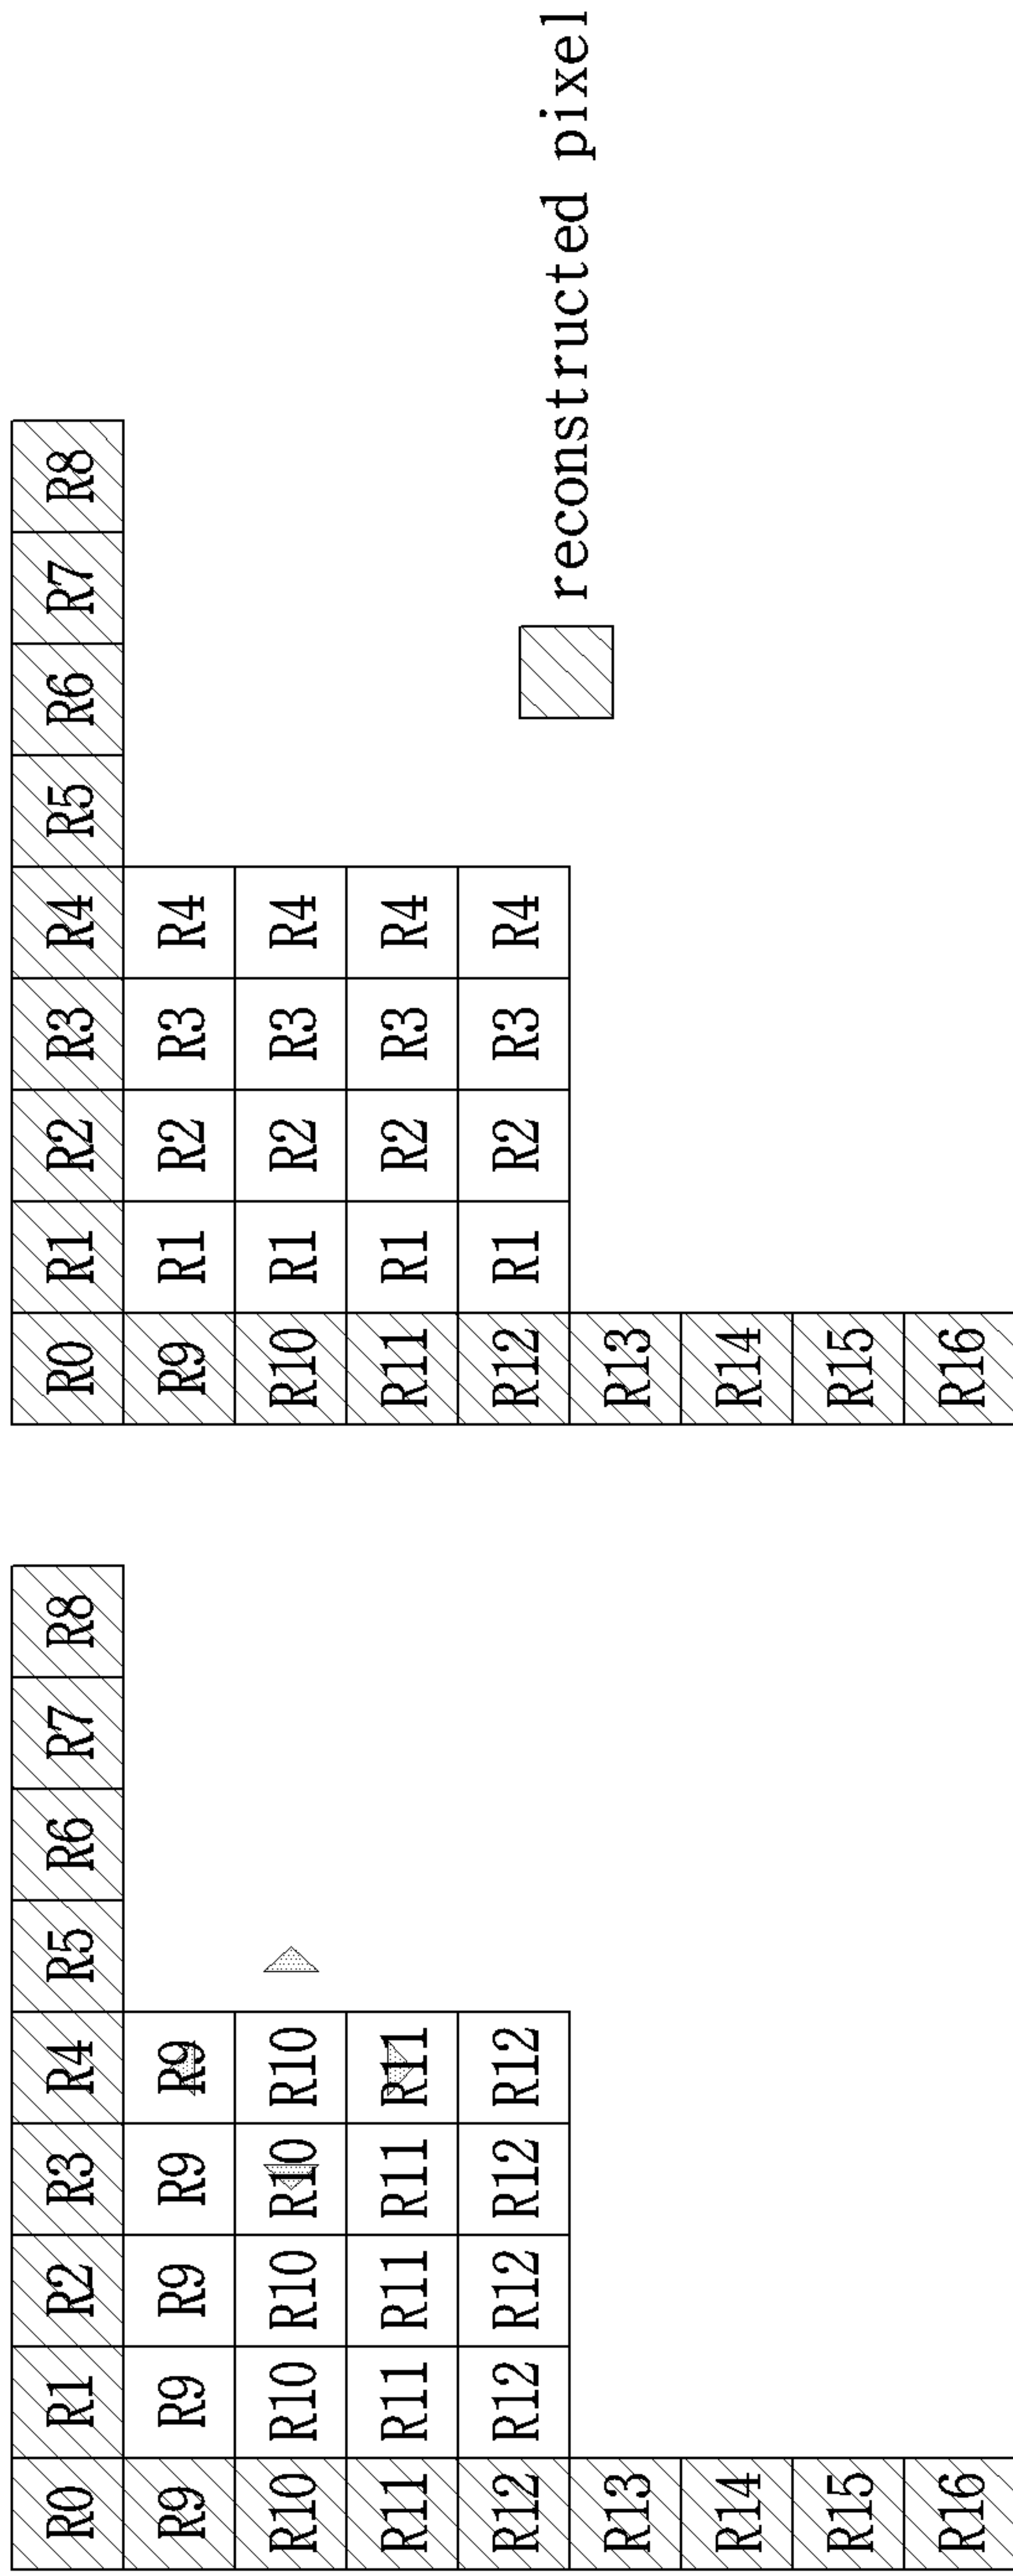 R0 R1 R2 R3 R4 R5 R6 R7 R8
R9 R9 R9 R9 R9
R10 R10 R10 R10 R10
R11 R11 R11 R11 R11
R12 R12 R12 R12 R12
R13
R14
R15
R16
R0 R1 R2 R3 R4 R5 R6 R7 R8
R9 R1 R2 R3 R4
R10 R1 R2 R3 R4
R11 R1 R2 R3 R4
R12 R1 R2 R3 R4
R13
R14
R15
R16
reconstructed pixel